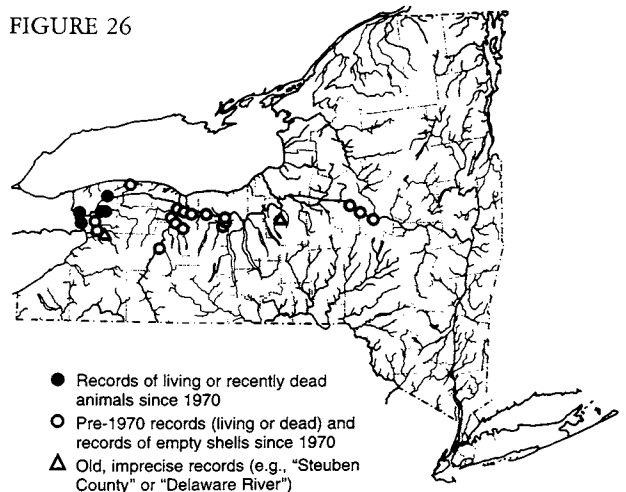 FIGURE 26
Records of living or recently dead
animals since 1970
Pre-1970 records (living or dead) and
records of empty shells since 1970
Old, imprecise records (e.g., “Steuben
County” or “Delaware River”)